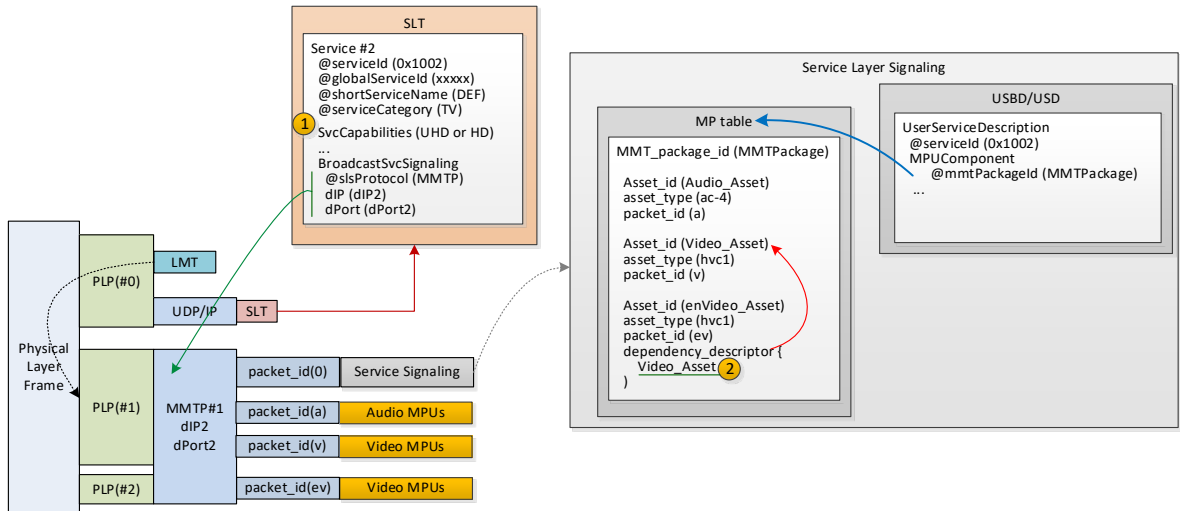 SLT
Service #2
@serviceId (0x1002)
@globalServiceId (xxxxx)
@shortServiceName (DEF)
@serviceCategory (TV)
1
SvcCapabilities (UHD or HD)
...
BroadcastSvcSignaling
@slsProtocol (MMTP)
dIP (dIP2)
dPort (dPort2)
Service Layer Signaling
MP table
MMT_package_id (MMTPackage)
Asset_id (Audio_Asset)
asset_type (ac-4)
packet_id (a)
Asset_id (Video_Asset)
asset_type (hvc1)
packet_id (v)
Asset_id (enVideo_Asset)
asset_type (hvc1)
packet_id (ev)
dependency_descriptor {
Video_Asset
2
)
USBD/USD
UserServiceDescription
@serviceId (0x1002)
MPUComponent
@mmtPackageId (MMTPackage)
...
Physical
Layer
Frame
PLP(#0)
LMT
UDP/IP
SLT
PLP(#1)
MMTP#1
dIP2
dPort2
packet_id(0)
Service Signaling
packet_id(a)
Audio MPUs
packet_id(v)
Video MPUs
PLP(#2)
packet_id(ev)
Video MPUs